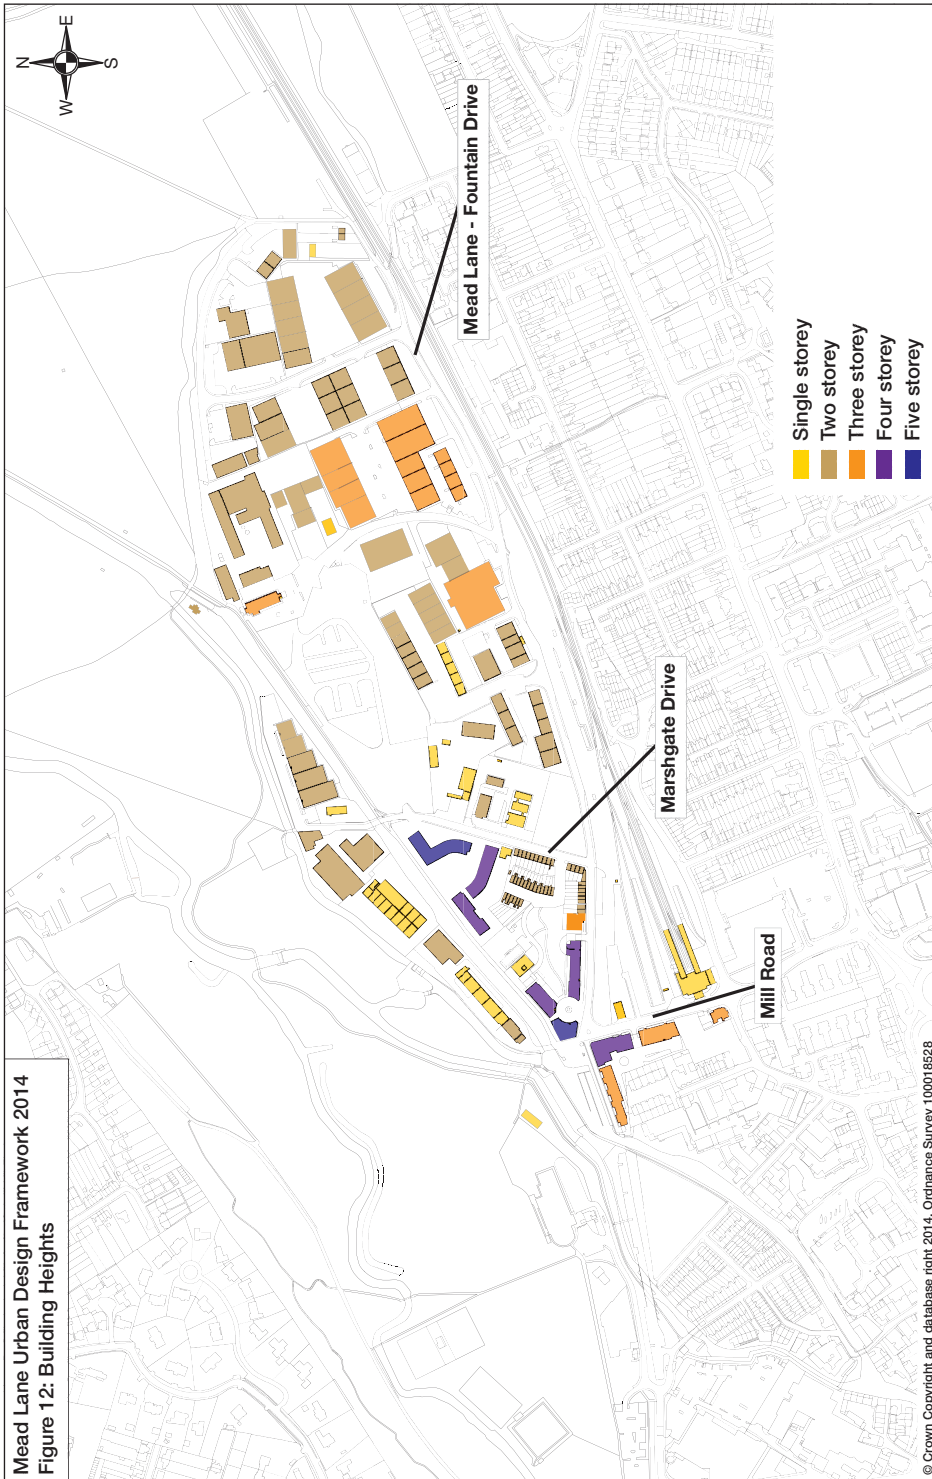 Mead Lane Urban Design Framework 2014
Figure 12: Building Heights
N
E
S
W
Mead Lane - Fountain Drive
Marshgate Drive
Mill Road
Single storey
Two storey
Three storey
Four storey
Five storey
© Crown Copyright and database right 2014. Ordnance Survey 100018528